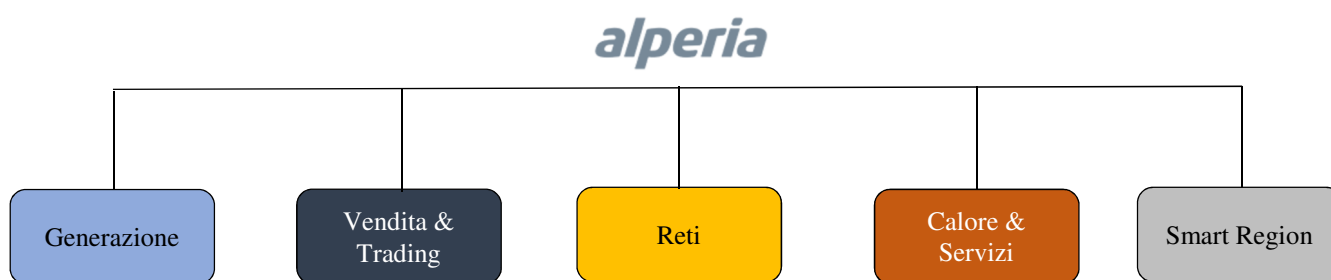 alperia
Generazione
Vendita &
Trading
Reti
Calore &
Servizi
Smart Region